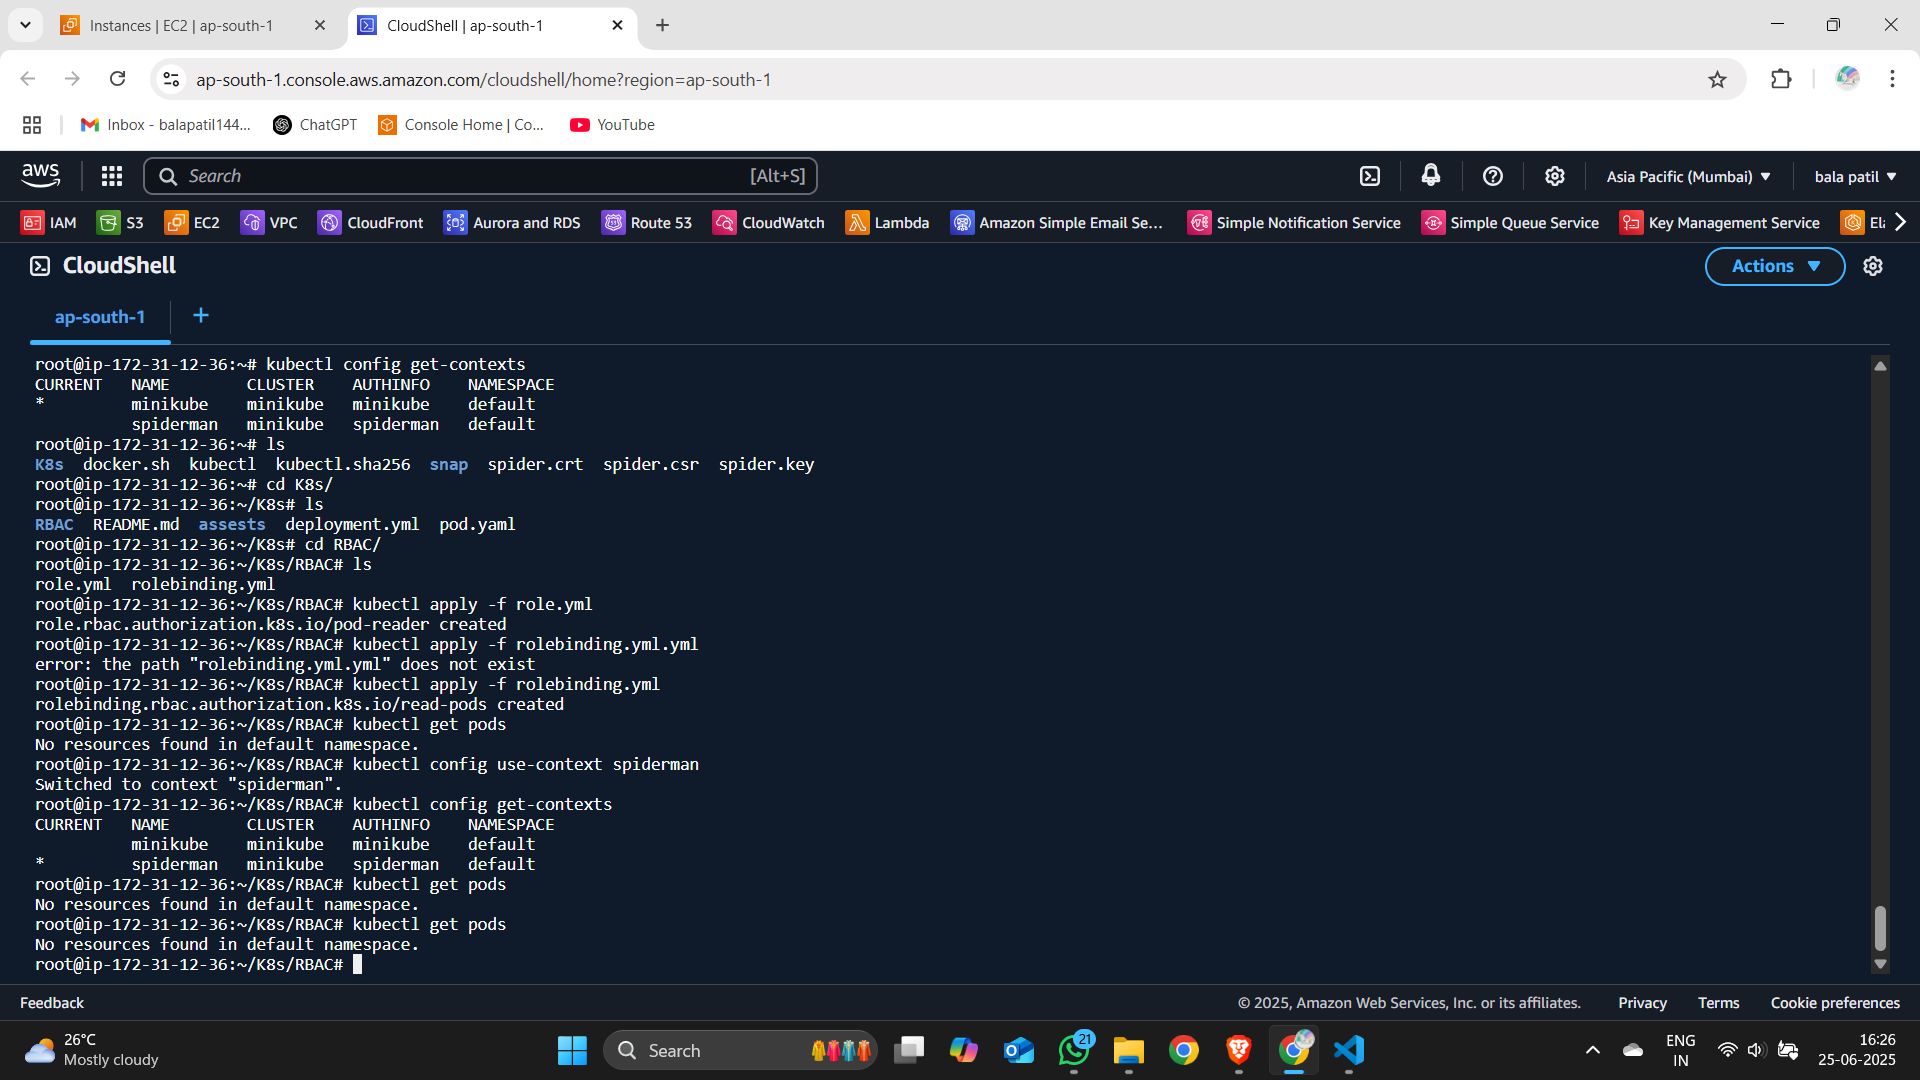 Instances | EC2 | ap-south-1
CloudShell | ap-south-1
ap-south-1.console.aws.amazon.com/cloudshell/home?region=ap-south-1
Inbox - balapatil144...
ChatGPT
Console Home | Co...
YouTube
aws
Search
[Alt+S]
Asia Pacific (Mumbai)
bala patil
IAM
S3
EC2
VPC
CloudFront
Aurora and RDS
Route 53
CloudWatch
Lambda
Amazon Simple Email Se...
Simple Notification Service
Simple Queue Service
Key Management Service
Ela
CloudShell
Actions
ap-south-1
root@ip-172-31-12-36:~# kubectl config get-contexts
CURRENT   NAME        CLUSTER    AUTHINFO    NAMESPACE
*         minikube    minikube   minikube    default
          spiderman   minikube   spiderman   default
root@ip-172-31-12-36:~# ls
K8s  docker.sh  kubectl  kubectl.sha256  snap  spider.crt  spider.csr  spider.key
root@ip-172-31-12-36:~# cd K8s/
root@ip-172-31-12-36:~/K8s# ls
RBAC  README.md  assests  deployment.yml  pod.yaml
root@ip-172-31-12-36:~/K8s# cd RBAC/
root@ip-172-31-12-36:~/K8s/RBAC# ls
role.yml  rolebinding.yml
root@ip-172-31-12-36:~/K8s/RBAC# kubectl apply -f role.yml
role.rbac.authorization.k8s.io/pod-reader created
root@ip-172-31-12-36:~/K8s/RBAC# kubectl apply -f rolebinding.yml.yml
error: the path "rolebinding.yml.yml" does not exist
root@ip-172-31-12-36:~/K8s/RBAC# kubectl apply -f rolebinding.yml
rolebinding.rbac.authorization.k8s.io/read-pods created
root@ip-172-31-12-36:~/K8s/RBAC# kubectl get pods
No resources found in default namespace.
root@ip-172-31-12-36:~/K8s/RBAC# kubectl config use-context spiderman
Switched to context "spiderman".
root@ip-172-31-12-36:~/K8s/RBAC# kubectl config get-contexts
CURRENT   NAME        CLUSTER    AUTHINFO    NAMESPACE
          minikube    minikube   minikube    default
*         spiderman   minikube   spiderman   default
root@ip-172-31-12-36:~/K8s/RBAC# kubectl get pods
No resources found in default namespace.
root@ip-172-31-12-36:~/K8s/RBAC# kubectl get pods
No resources found in default namespace.
root@ip-172-31-12-36:~/K8s/RBAC#
Feedback
© 2025, Amazon Web Services, Inc. or its affiliates.
Privacy
Terms
Cookie preferences
26°C
Mostly cloudy
Search
21
ENG
IN
16:26
25-06-2025